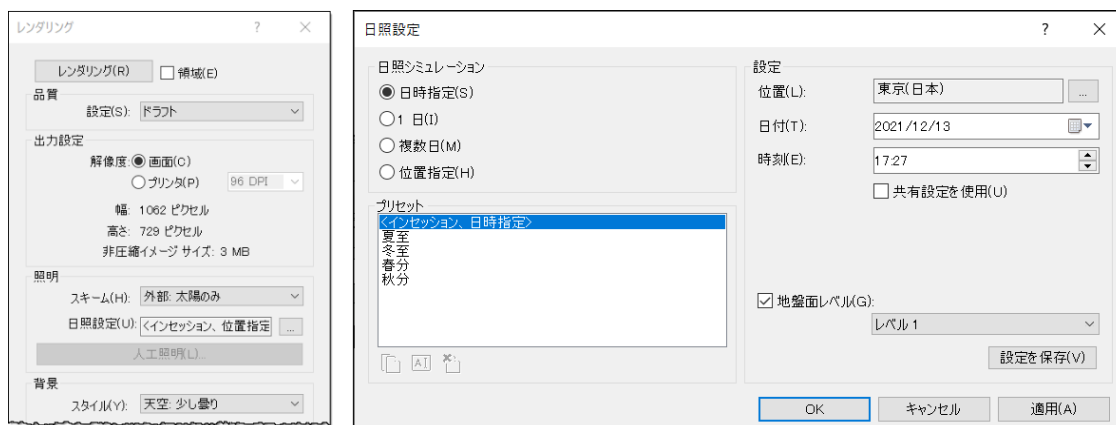 レンダリング
レンダリング(R) 領域(E)
品質
設定(S): ドラフト
出力設定
解像度: 画面(C)
プリンタ(P) 96 DPI
幅: 1062 ピクセル
高さ: 729 ピクセル
非圧縮イメージ サイズ: 3 MB
照明
スキーム(H): 外部: 太陽のみ
日照設定(U): <インセッション、位置指定 ...
人工照明(L)...
背景
スタイル(Y): 天空: 少し曇り
日照設定
日照シミュレーション
日時指定(S)
1 日(I)
複数日(M)
位置指定(H)
プリセット
<インセッション、日時指定>
夏至
冬至
春分
秋分
設定
位置(L): 東京(日本) ...
日付(T): 2021/12/13
時刻(E): 17:27
共有設定を使用(U)
地盤面レベル(G):
レベル 1
設定を保存(V)
OK キャンセル 適用(A)